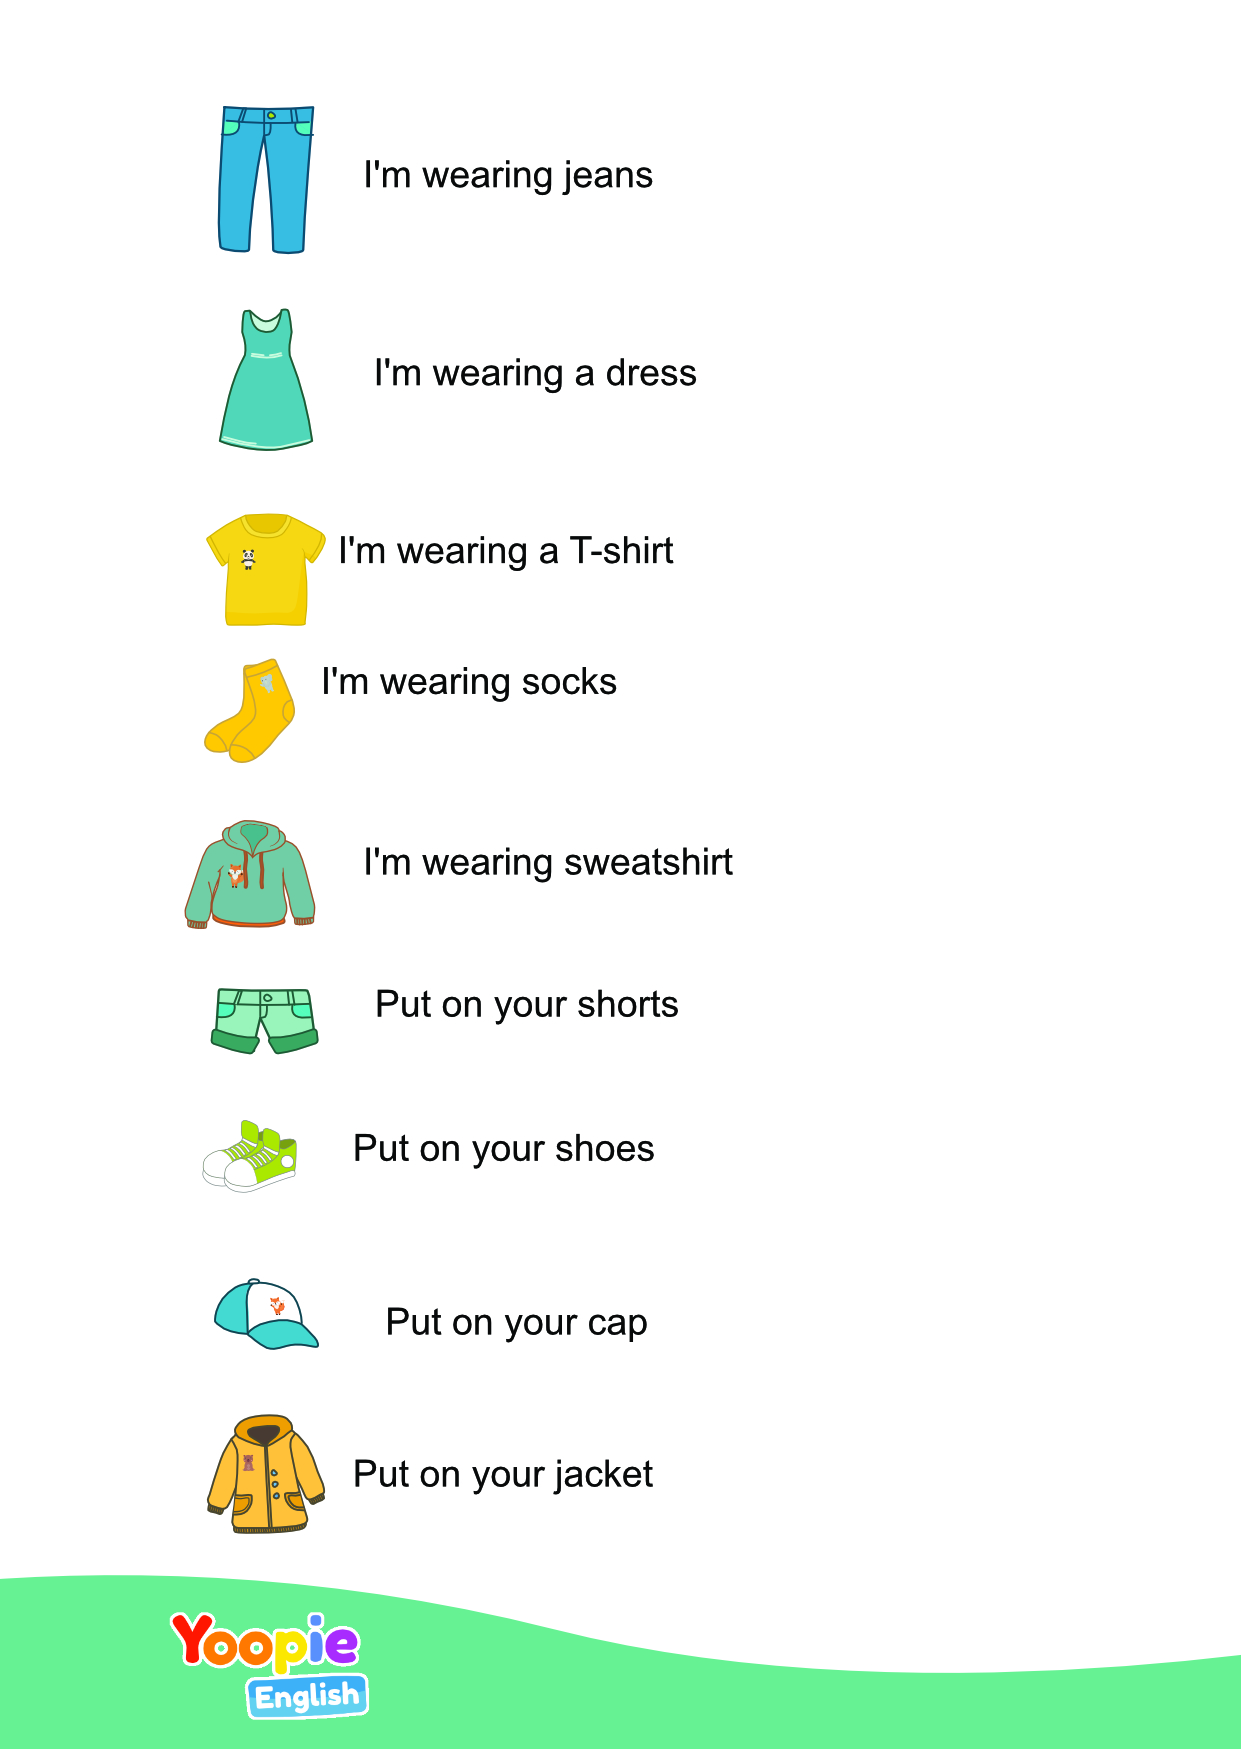 I'm wearing jeans
I'm wearing a dress
I'm wearing a T-shirt
I'm wearing socks
I'm wearing sweatshirt
Put on your shorts
Put on your shoes
Put on your cap
Put on your jacket
Yoopie
English